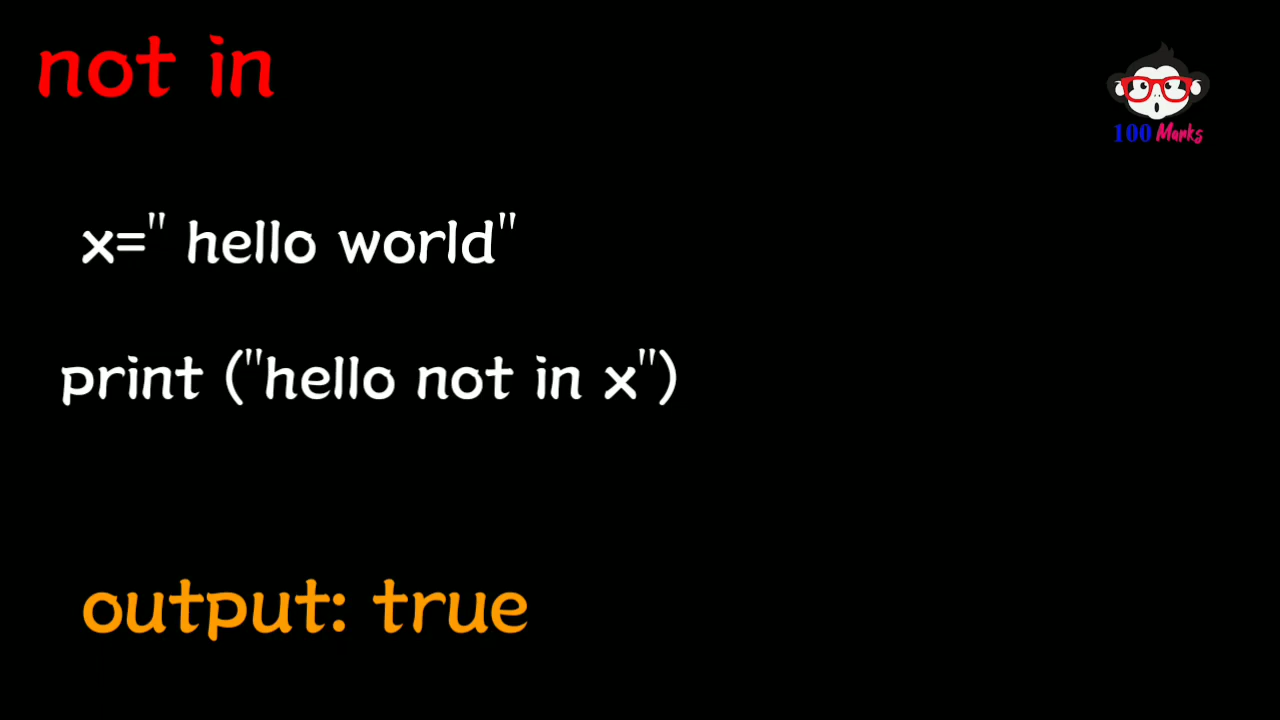 not in
100 Marks
x=" hello world"
print ("hello not in x")
output: true